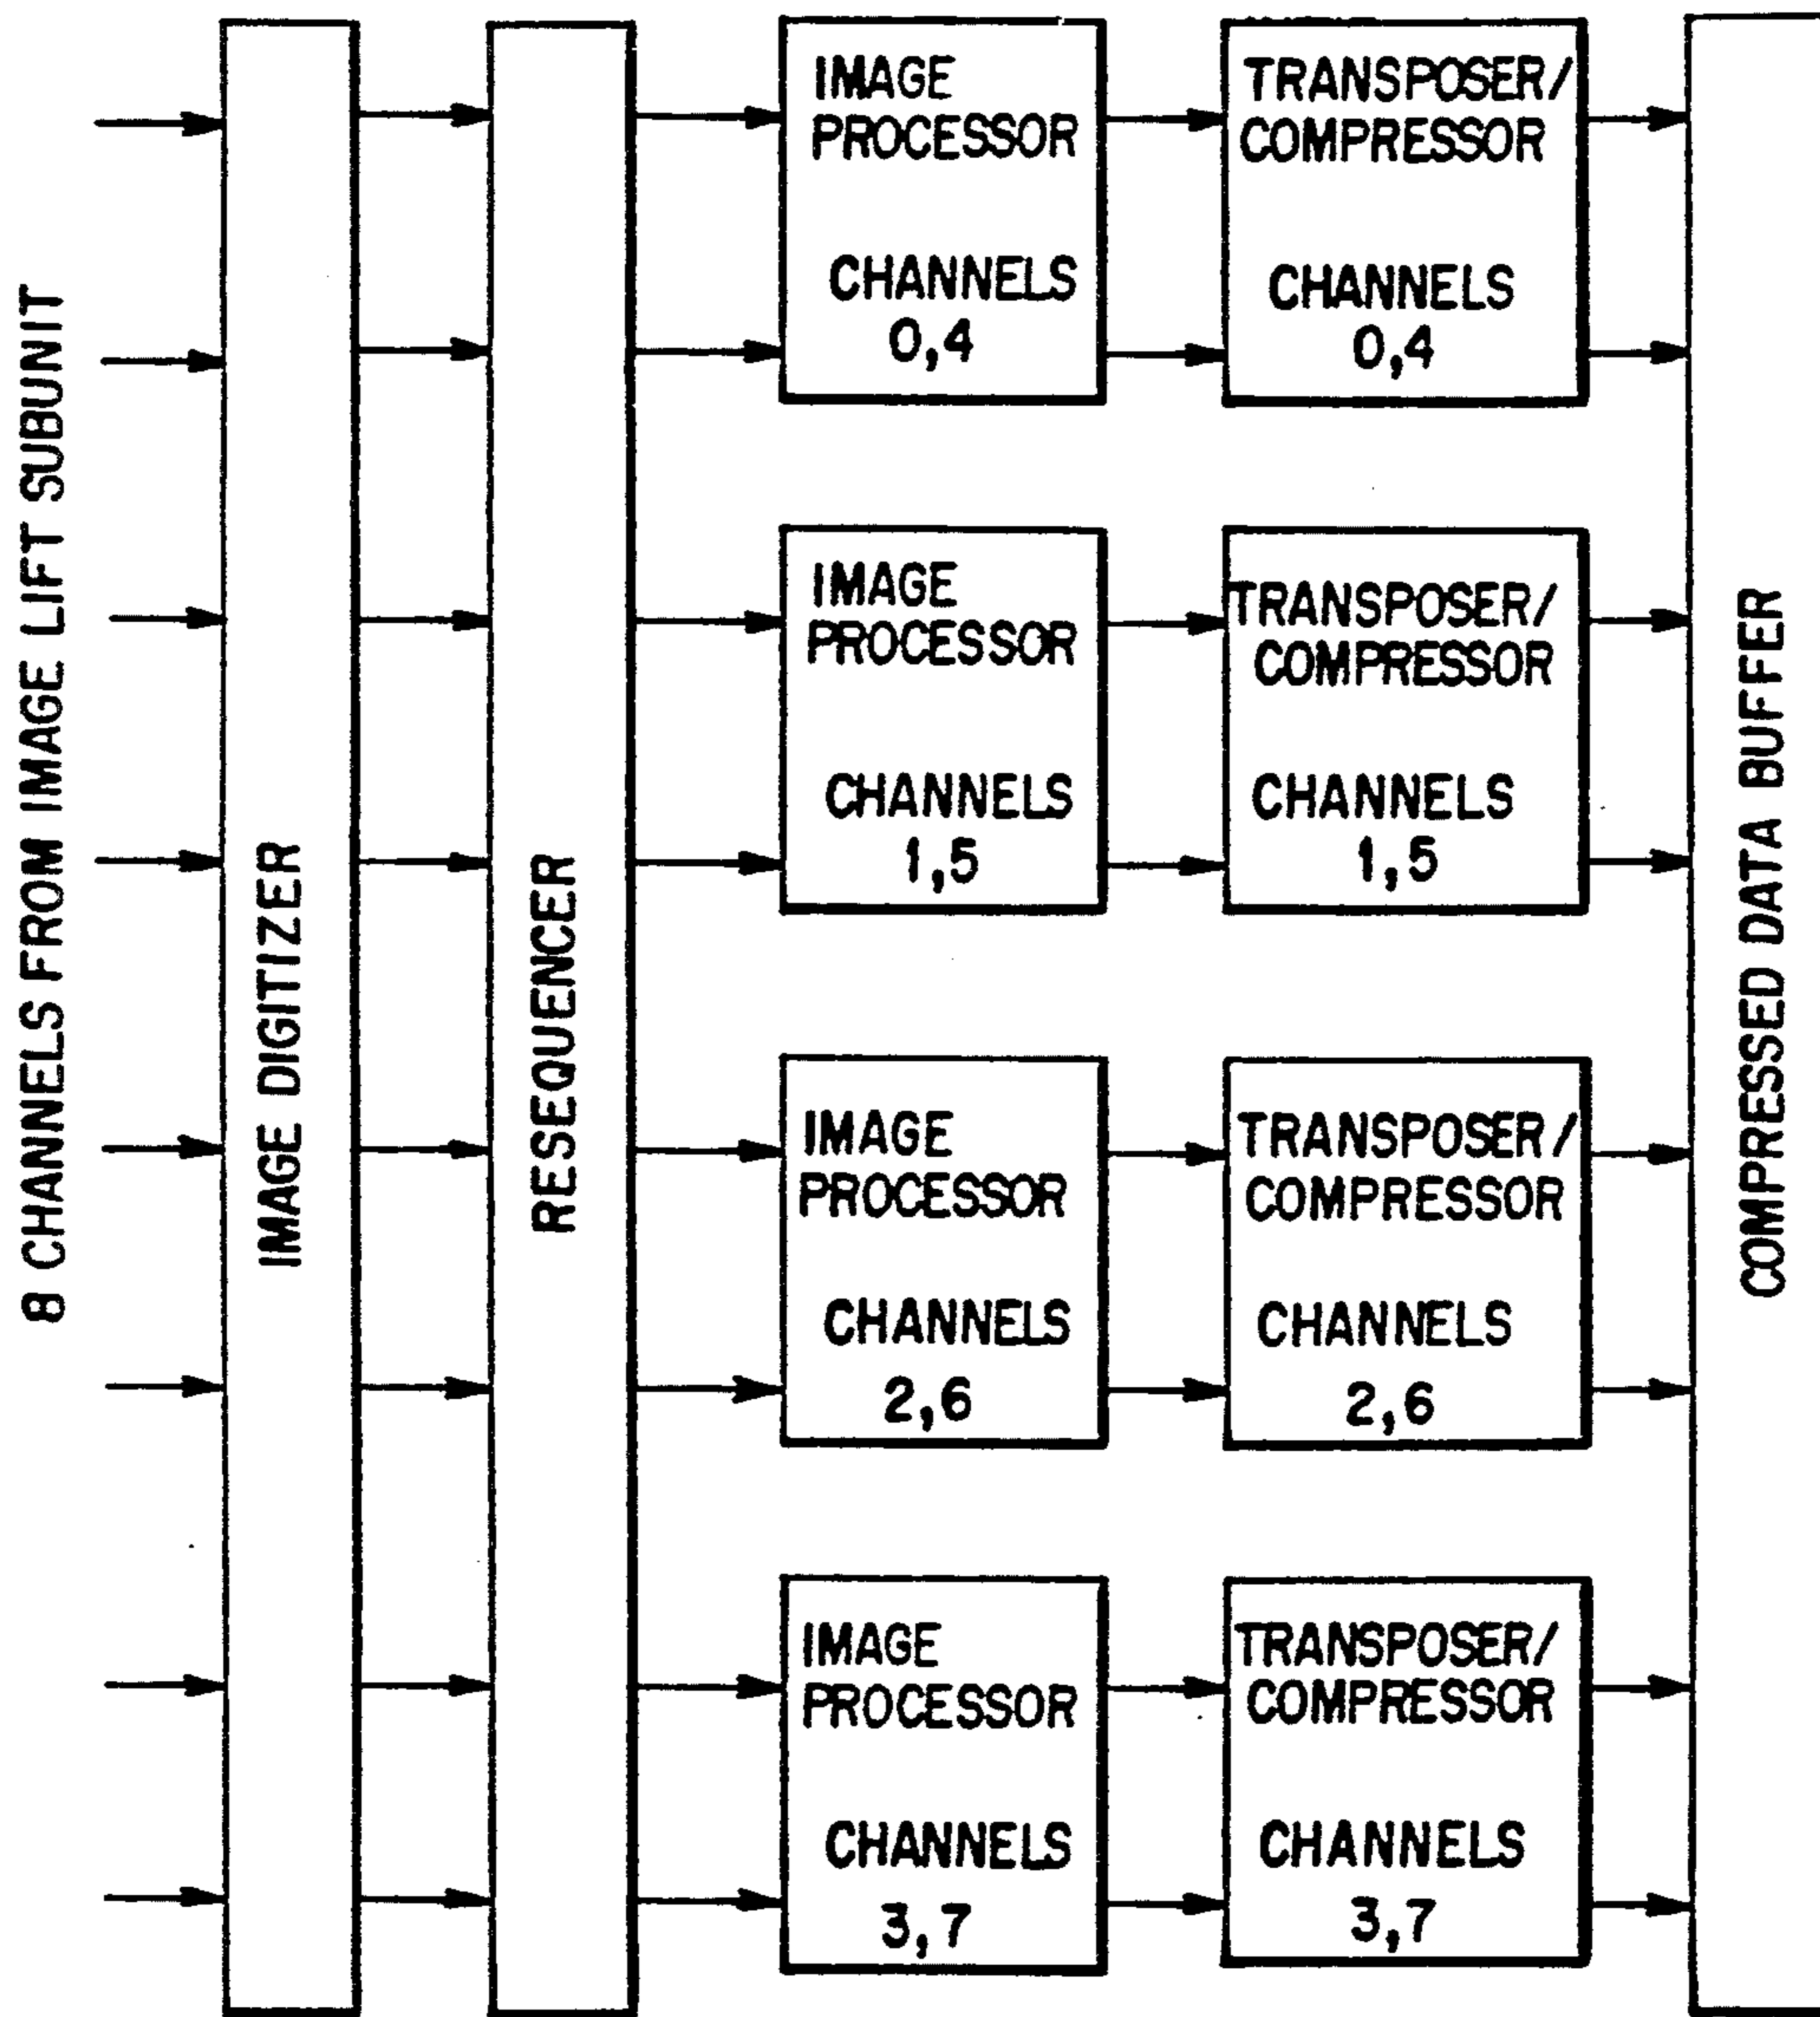 8 CHANNELS FROM IMAGE LIFT SUBUNIT
IMAGE DIGITIZER
RESEQUENCER
IMAGE
PROCESSOR
CHANNELS
0,4
TRANSPOSER/
COMPRESSOR
CHANNELS
0,4
IMAGE
PROCESSOR
CHANNELS
1,5
TRANSPOSER/
COMPRESSOR
CHANNELS
1,5
IMAGE
PROCESSOR
CHANNELS
2,6
TRANSPOSER/
COMPRESSOR
CHANNELS
2,6
IMAGE
PROCESSOR
CHANNELS
3,7
TRANSPOSER/
COMPRESSOR
CHANNELS
3,7
COMPRESSED DATA BUFFER